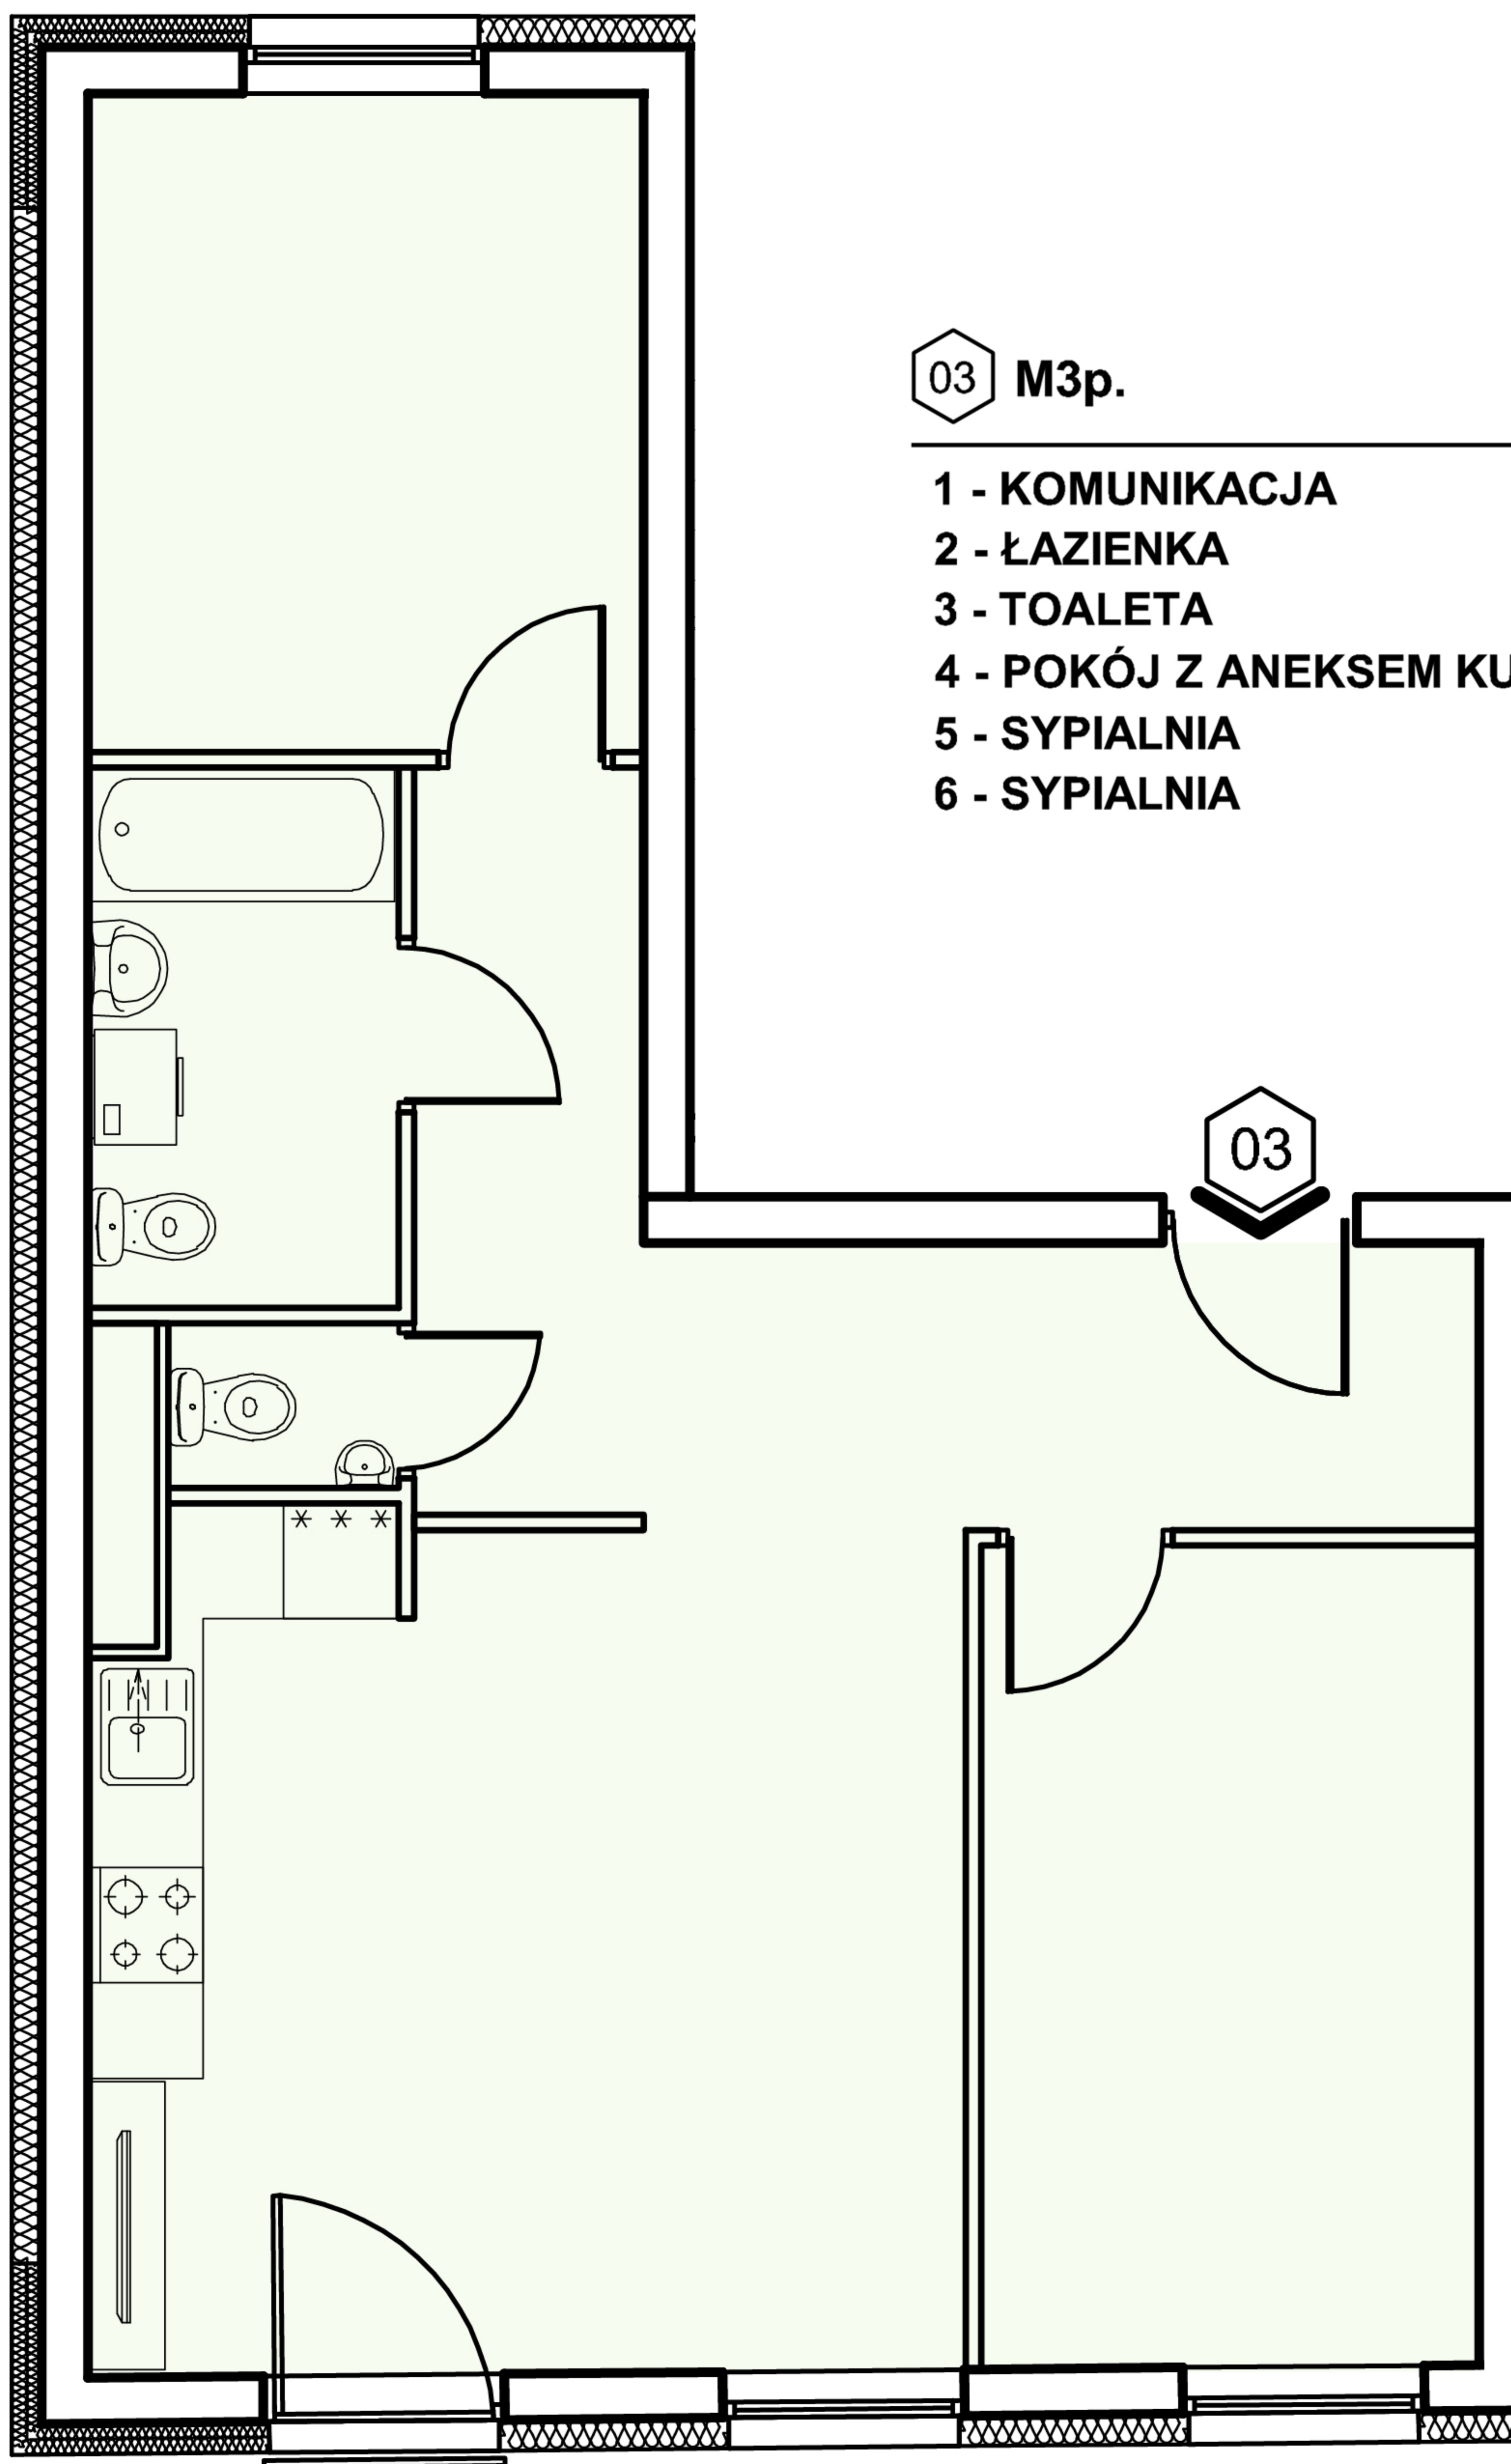 03 M3p.
1 - KOMUNIKACJA
2 - ŁAZIENKA
3 - TOALETA
4 - POKÓJ Z ANEKSEM KU
5 - SYPIALNIA
6 - SYPIALNIA
03